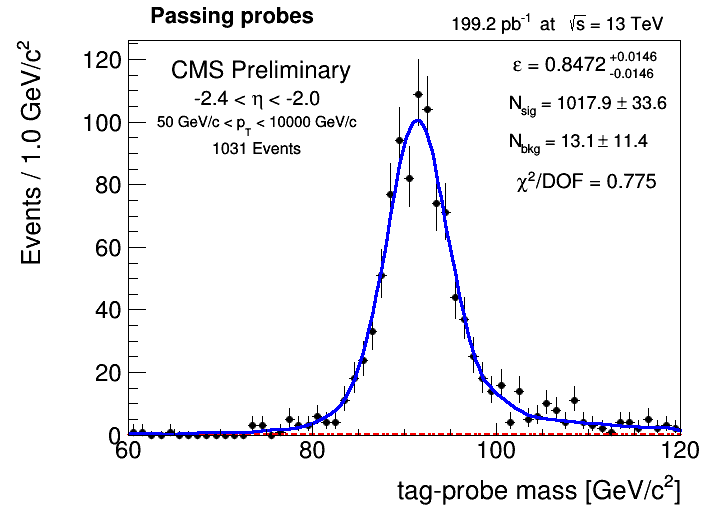 Passing probes
199.2 pb⁻¹ at √s = 13 TeV
CMS Preliminary
-2.4 < η < -2.0
50 GeV/c < p_T < 10000 GeV/c
1031 Events
ε = 0.8472 +0.0146 -0.0146
N_sig = 1017.9 ± 33.6
N_bkg = 13.1 ± 11.4
χ²/DOF = 0.775
Events / 1.0 GeV/c²
120
100
80
60
40
20
0
60 80 100 120
tag-probe mass [GeV/c²]